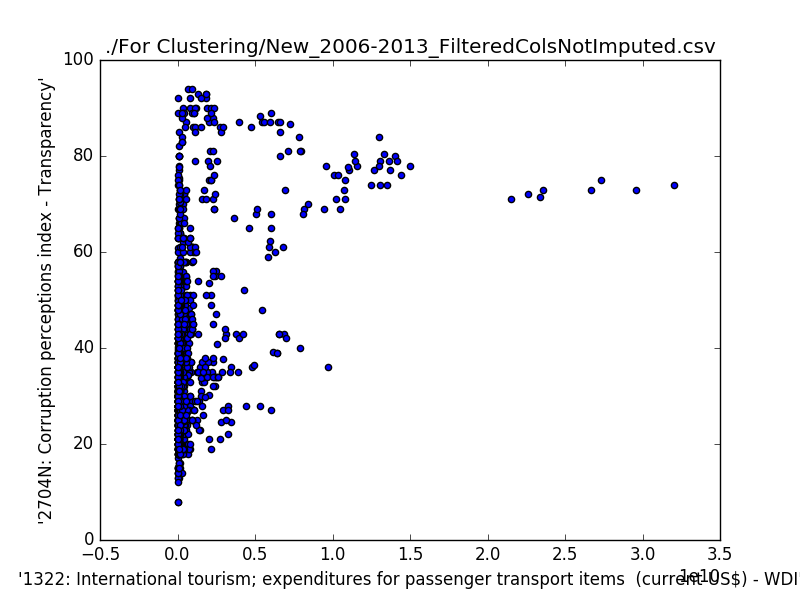 ./For Clustering/New_2006-2013_FilteredColsNotImputed.csv
'2704N: Corruption perceptions index - Transparency'
100
80
60
40
20
0
−0.5 0.0 0.5 1.0 1.5 2.0 2.5 3.0 3.5
1e10
'1322: International tourism; expenditures for passenger transport items (current US$) - WDI'